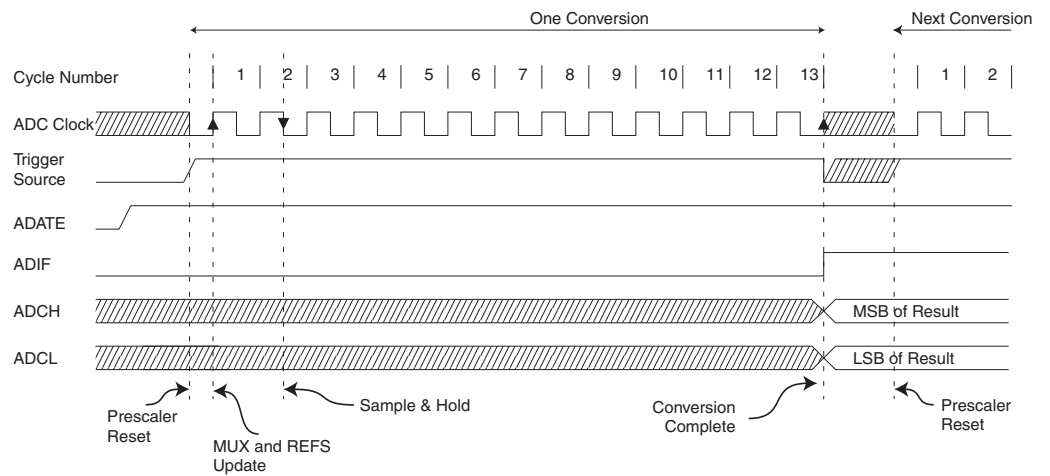 One Conversion
Next Conversion
Cycle Number
1 2 3 4 5 6 7 8 9 10 11 12 13 1 2
ADC Clock
Trigger
Source
ADATE
ADIF
ADCH
MSB of Result
ADCL
LSB of Result
Prescaler
Reset
MUX and REFS
Update
Sample & Hold
Conversion
Complete
Prescaler
Reset